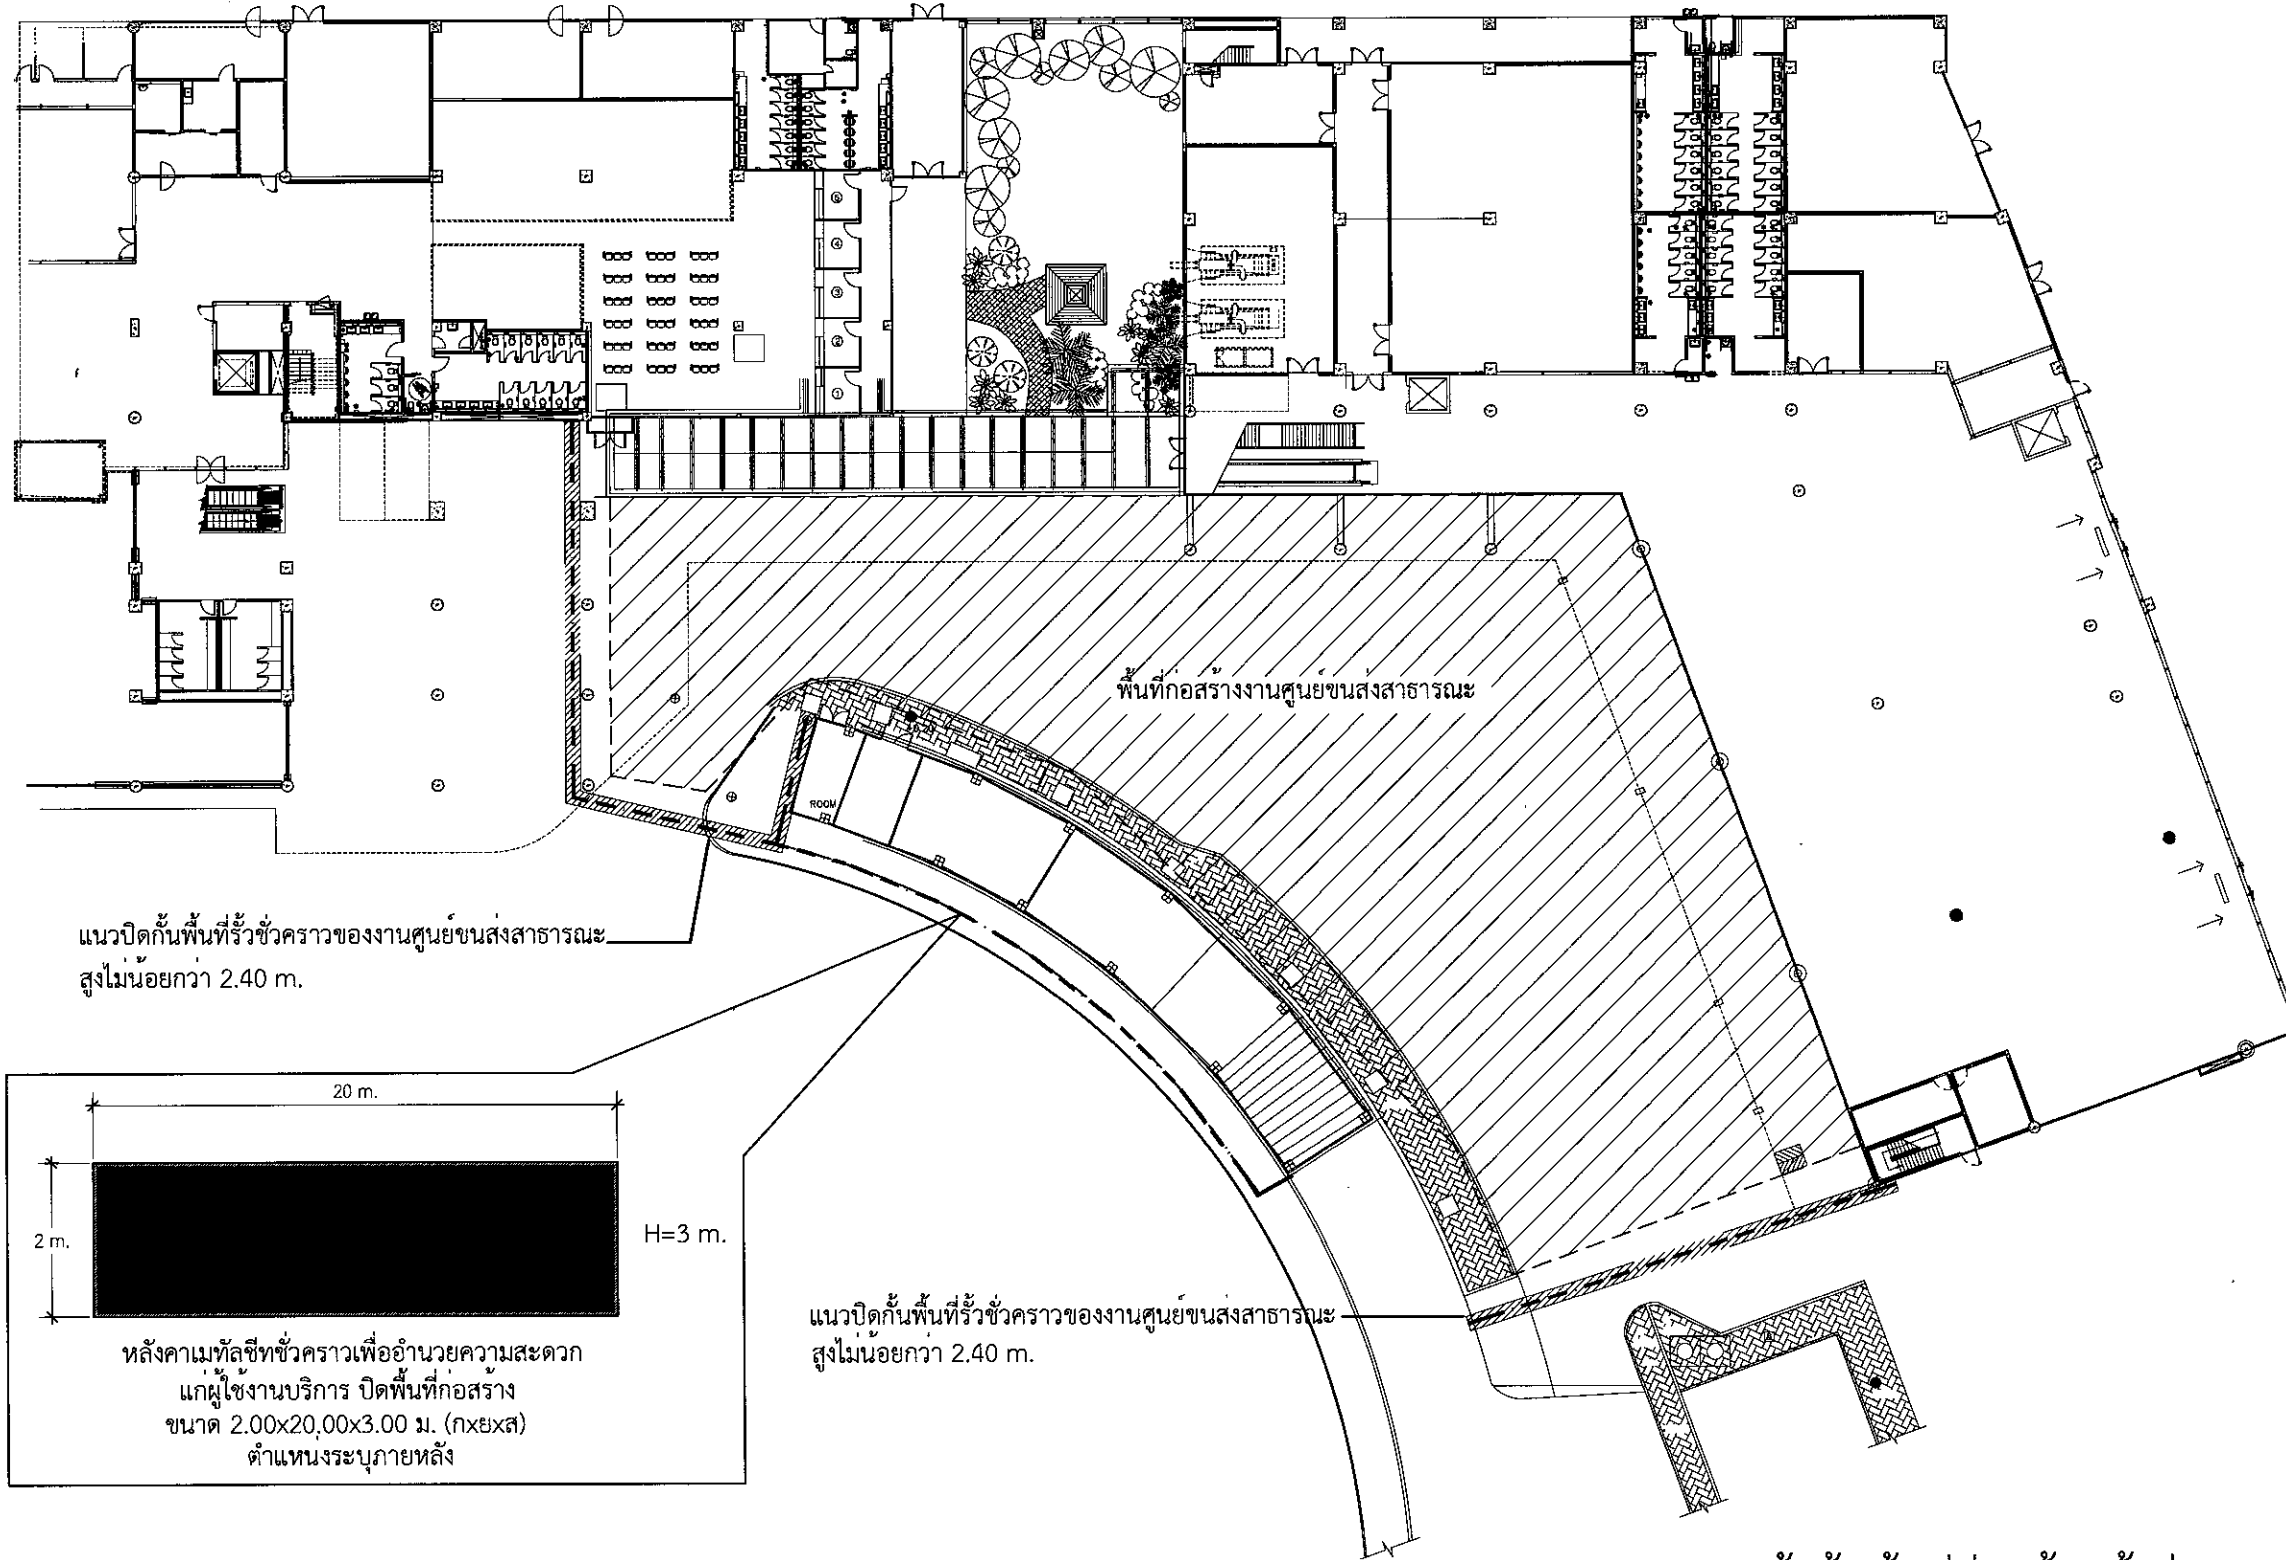 ⑤
④
③
②
①
พื้นที่ก่อสร้างงานศูนย์ขนส่งสาธารณะ
ROOM
แนวปิดกั้นพื้นที่รั้วชั่วคราวของงานศูนย์ขนส่งสาธารณะ
สูงไม่น้อยกว่า 2.40 m.
20 m.
2 m.
H=3 m.
หลังคาเมทัลชีทชั่วคราวเพื่ออำนวยความสะดวก
แก่ผู้ใช้งานบริการ ปิดพื้นที่ก่อสร้าง
ขนาด 2.00x20.00x3.00 ม. (กxยxส)
ตำแหน่งระบุภายหลัง
แนวปิดกั้นพื้นที่รั้วชั่วคราวของงานศูนย์ขนส่งสาธารณะ
สูงไม่น้อยกว่า 2.40 m.